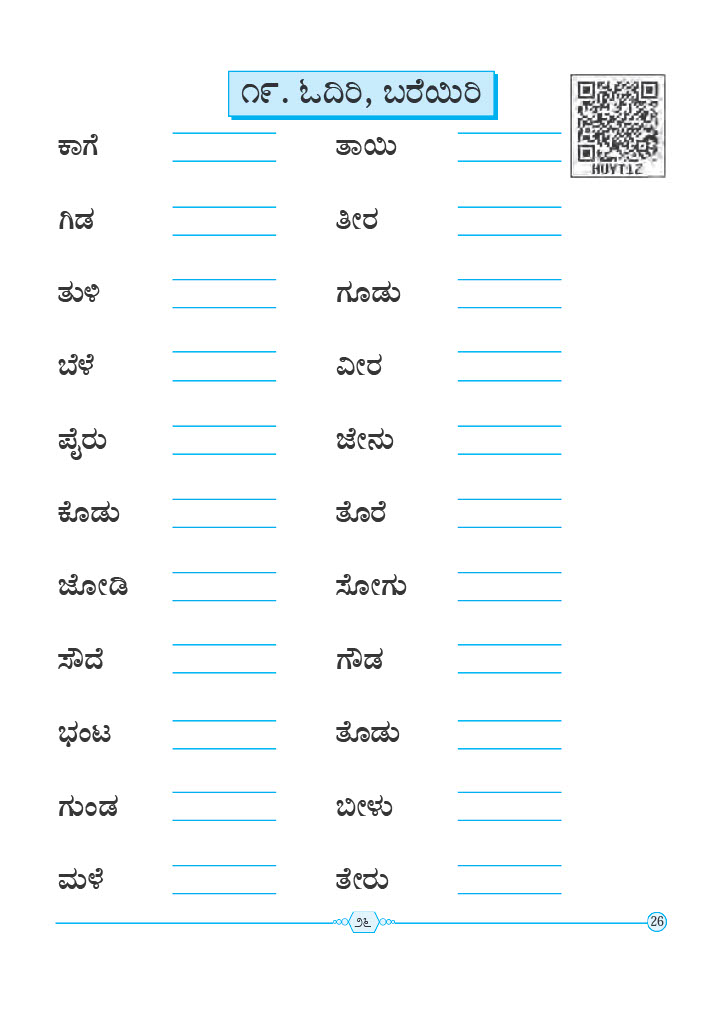 ೧೯. ಓದಿರಿ, ಬರೆಯಿರಿ
HUYT1Z
ಕಾಗೆ ತಾಯಿ
ಗಿಡ ತೀರ
ತುಳಿ ಗೂಡು
ಬೆಳೆ ವೀರ
ಪೈರು ಜೇನು
ಕೊಡು ತೊರೆ
ಜೋಡಿ ಸೋಗು
ಸೌದೆ ಗೌಡ
ಭಂಟ ತೊಡು
ಗುಂಡ ಬೀಳು
ಮಳೆ ತೇರು
೨೬ 26